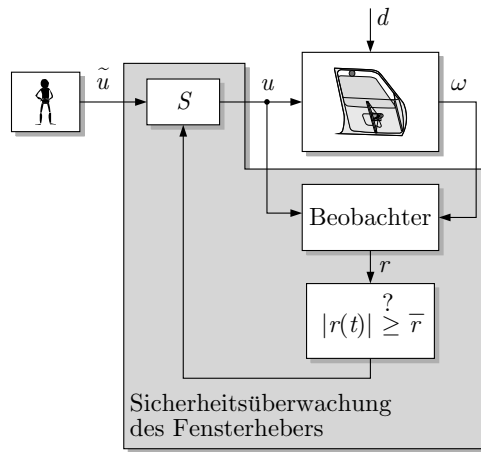 d
ũ
S
u
ω
Beobachter
r
?
|r(t)| ≥ r̅
Sicherheitsüberwachung
des Fensterhebers